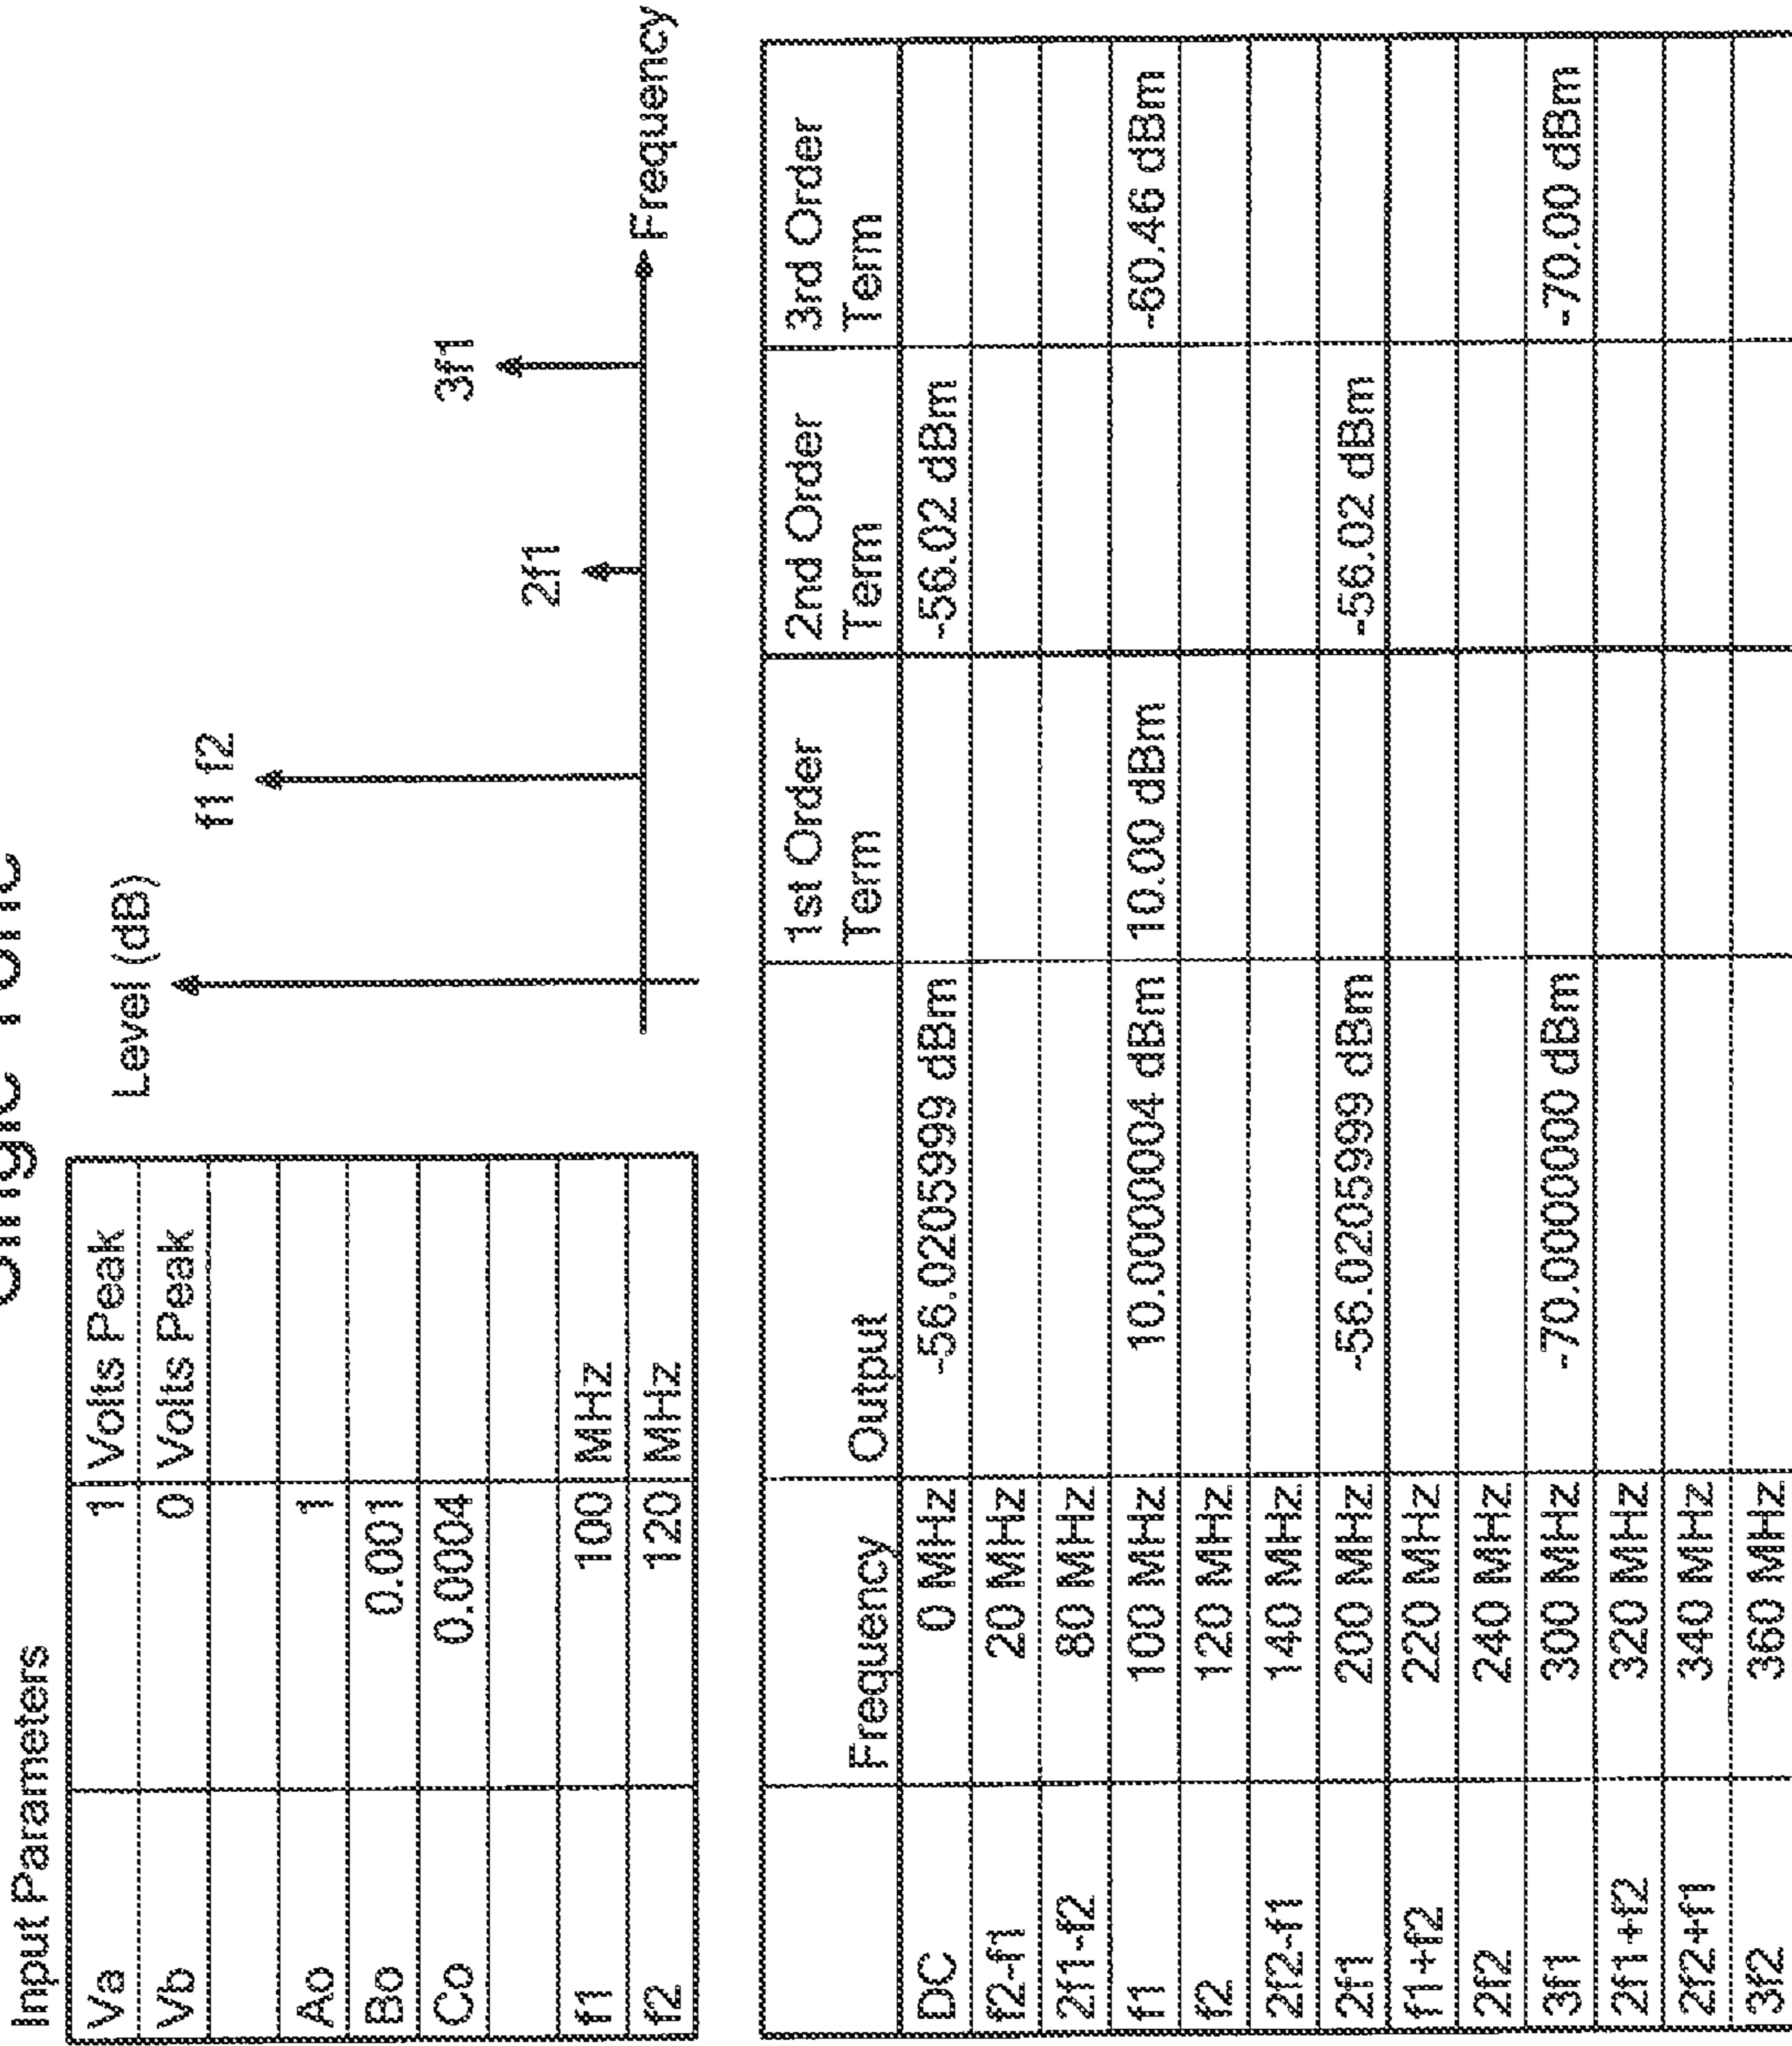 Single Tone
Input Parameters
Va 1 Volts Peak
Vb 0 Volts Peak
Ao 1
Bo 0.001
Co 0.0004
f1 100 MHz
f2 120 MHz
Level (dB)
f1 f2
2f1
3f1
Frequency
Frequency Output 1st Order Term 2nd Order Term 3rd Order Term
DC 0 MHz -56.0205999 dBm -56.02 dBm
f2-f1 20 MHz
2f1-f2 80 MHz
f1 100 MHz 10.0000004 dBm 10.00 dBm -60.46 dBm
f2 120 MHz
2f2-f1 140 MHz
2f1 200 MHz -56.0205999 dBm -56.02 dBm
f1+f2 220 MHz
2f2 240 MHz
3f1 300 MHz -70.0000000 dBm -70.00 dBm
2f1+f2 320 MHz
2f2+f1 340 MHz
3f2 360 MHz